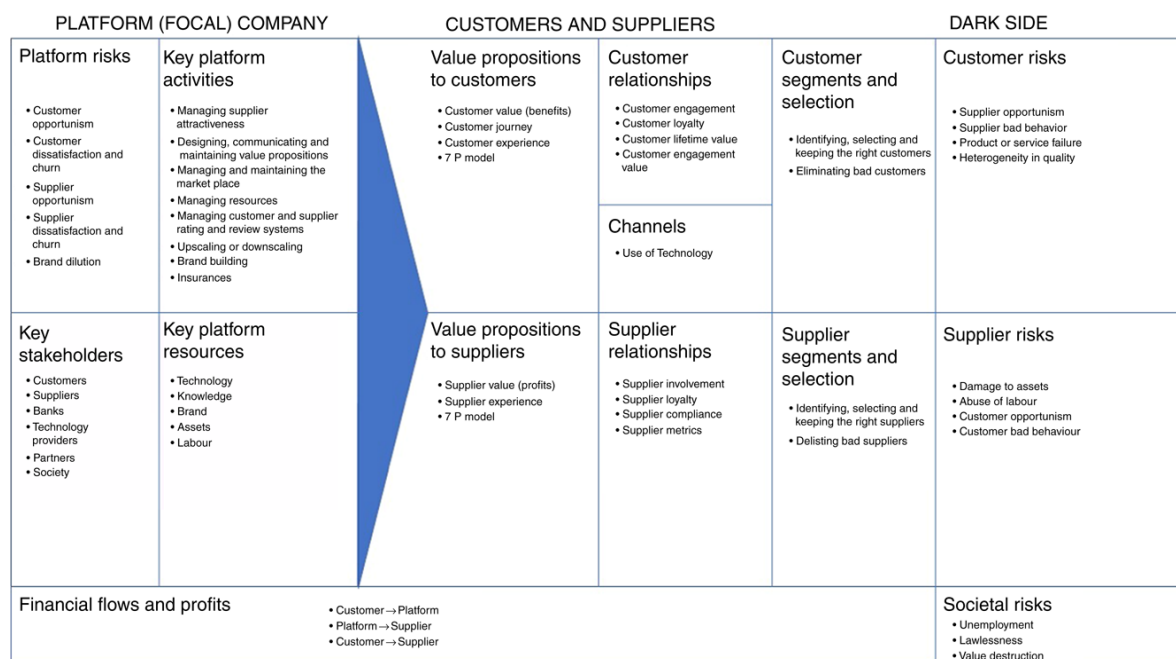 PLATFORM (FOCAL) COMPANY
CUSTOMERS AND SUPPLIERS
DARK SIDE
Platform risks
• Customer
opportunism
• Customer
dissatisfaction and
churn
• Supplier
opportunism
• Supplier
dissatisfaction and
churn
• Brand dilution
Key platform
activities
• Managing supplier
attractiveness
• Designing, communicating and
maintaining value propositions
• Managing and maintaining the
market place
• Managing resources
• Managing customer and supplier
rating and review systems
• Upscaling or downscaling
• Brand building
• Insurances
Value propositions
to customers
• Customer value (benefits)
• Customer journey
• Customer experience
• 7 P model
Customer
relationships
• Customer engagement
• Customer loyalty
• Customer lifetime value
• Customer engagement
value
Channels
• Use of Technology
Customer
segments and
selection
• Identifying, selecting and
keeping the right customers
• Eliminating bad customers
Customer risks
• Supplier opportunism
• Supplier bad behavior
• Product or service failure
• Heterogeneity in quality
Key
stakeholders
• Customers
• Suppliers
• Banks
• Technology
providers
• Partners
• Society
Key platform
resources
• Technology
• Knowledge
• Brand
• Assets
• Labour
Value propositions
to suppliers
• Supplier value (profits)
• Supplier experience
• 7 P model
Supplier
relationships
• Supplier involvement
• Supplier loyalty
• Supplier compliance
• Supplier metrics
Supplier
segments and
selection
• Identifying, selecting and
keeping the right suppliers
• Delisting bad suppliers
Supplier risks
• Damage to assets
• Abuse of labour
• Customer opportunism
• Customer bad behaviour
Financial flows and profits
• Customer→Platform
• Platform→Supplier
• Customer→Supplier
Societal risks
• Unemployment
• Lawlessness
• Value destruction